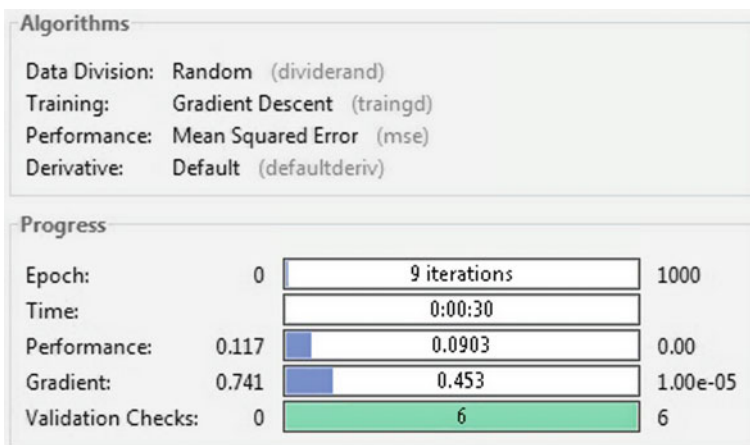 Algorithms
Data Division: Random (dividerand)
Training: Gradient Descent (traingd)
Performance: Mean Squared Error (mse)
Derivative: Default (defaultderiv)
Progress
Epoch: 0 9 iterations 1000
Time: 0:00:30
Performance: 0.117 0.0903 0.00
Gradient: 0.741 0.453 1.00e-05
Validation Checks: 0 6 6